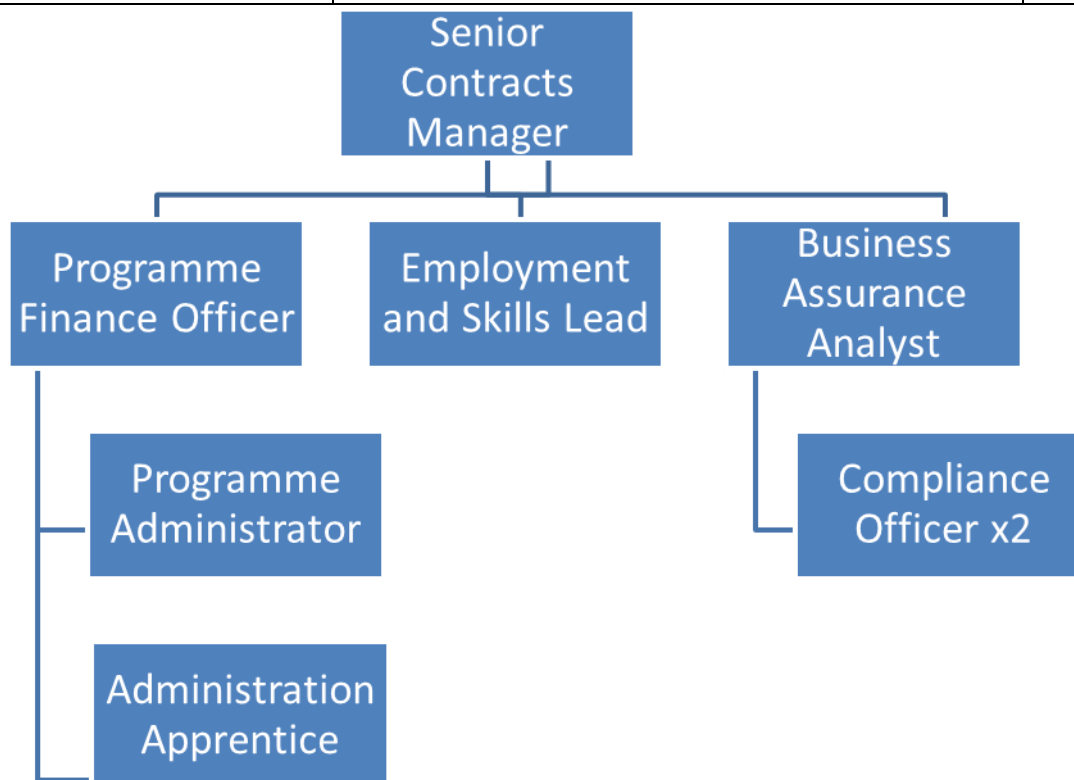 Senior
Contracts
Manager
Programme
Finance Officer
Employment
and Skills Lead
Business
Assurance
Analyst
Programme
Administrator
Compliance
Officer x2
Administration
Apprentice